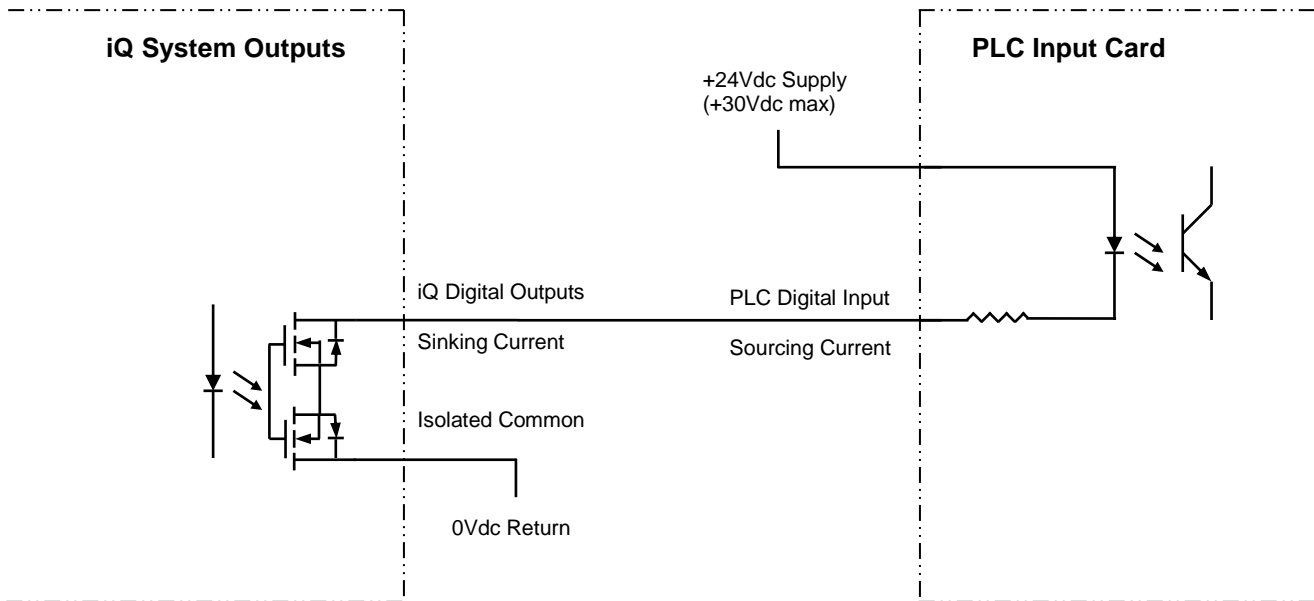 iQ System Outputs
PLC Input Card
+24Vdc Supply
(+30Vdc max)
iQ Digital Outputs
PLC Digital Input
Sinking Current
Sourcing Current
Isolated Common
0Vdc Return